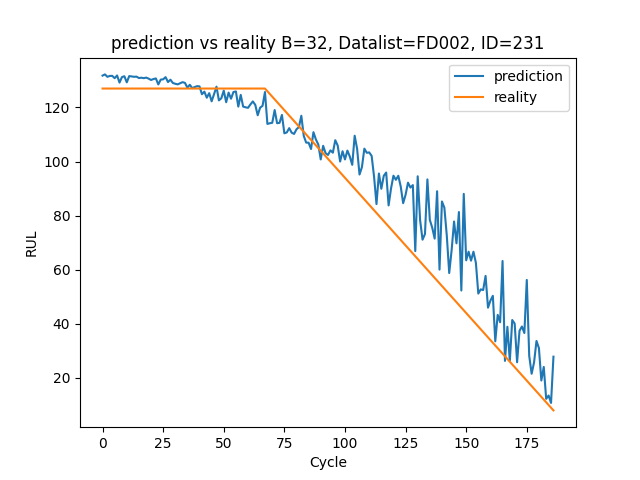 prediction vs reality B=32, Datalist=FD002, ID=231
prediction
reality
RUL
120
100
80
60
40
20
0 25 50 75 100 125 150 175
Cycle